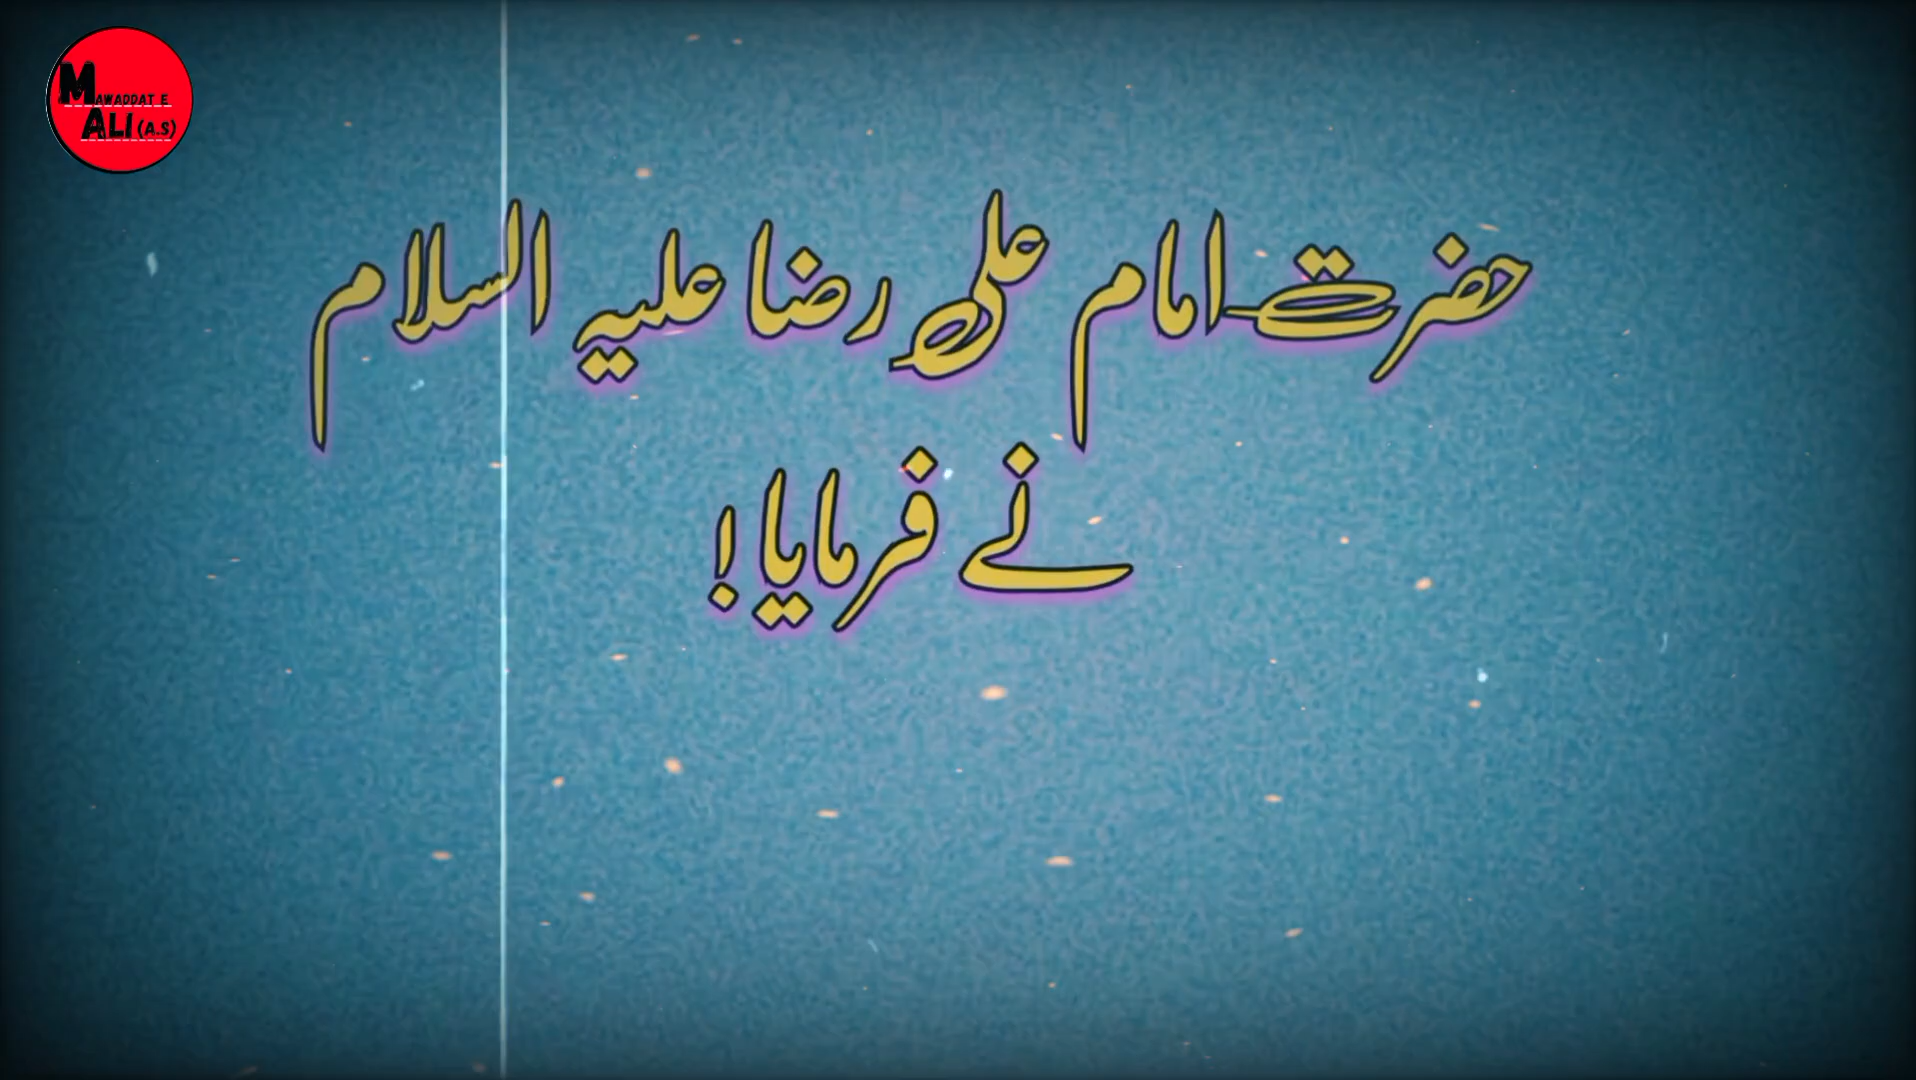 MAWADDAT E
ALI (A.S)
حضرت امام علی رضا علیہ السلام
نے فرمایا!